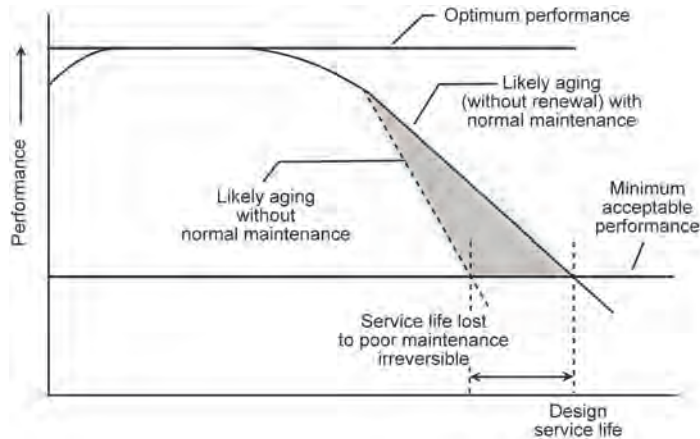 Optimum performance
Likely aging
(without renewal) with
normal maintenance
Performance
Likely aging
without
normal maintenance
Minimum
acceptable
performance
Service life lost
to poor maintenance
irreversible
Design
service life